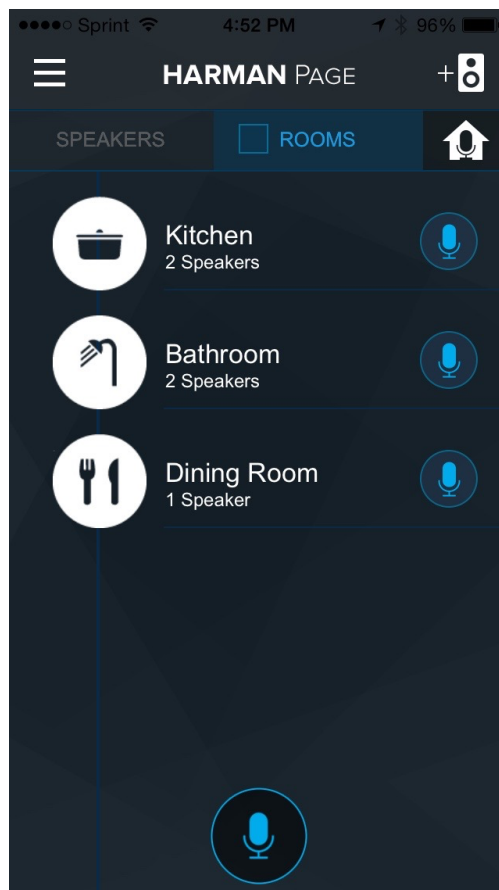 Sprint 4:52 PM 96%
HARMAN PAGE
+
SPEAKERS ROOMS
Kitchen
2 Speakers
Bathroom
2 Speakers
Dining Room
1 Speaker